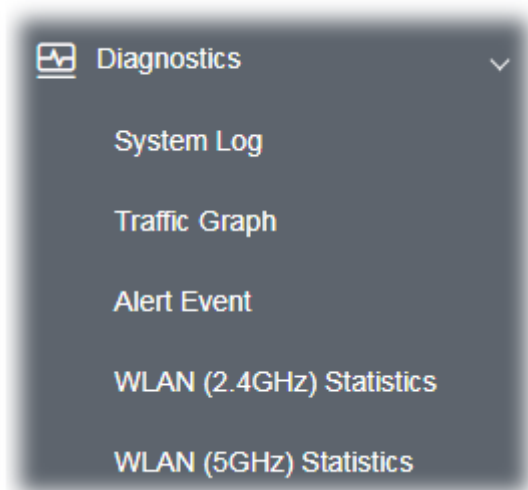 Diagnostics
System Log
Traffic Graph
Alert Event
WLAN (2.4GHz) Statistics
WLAN (5GHz) Statistics